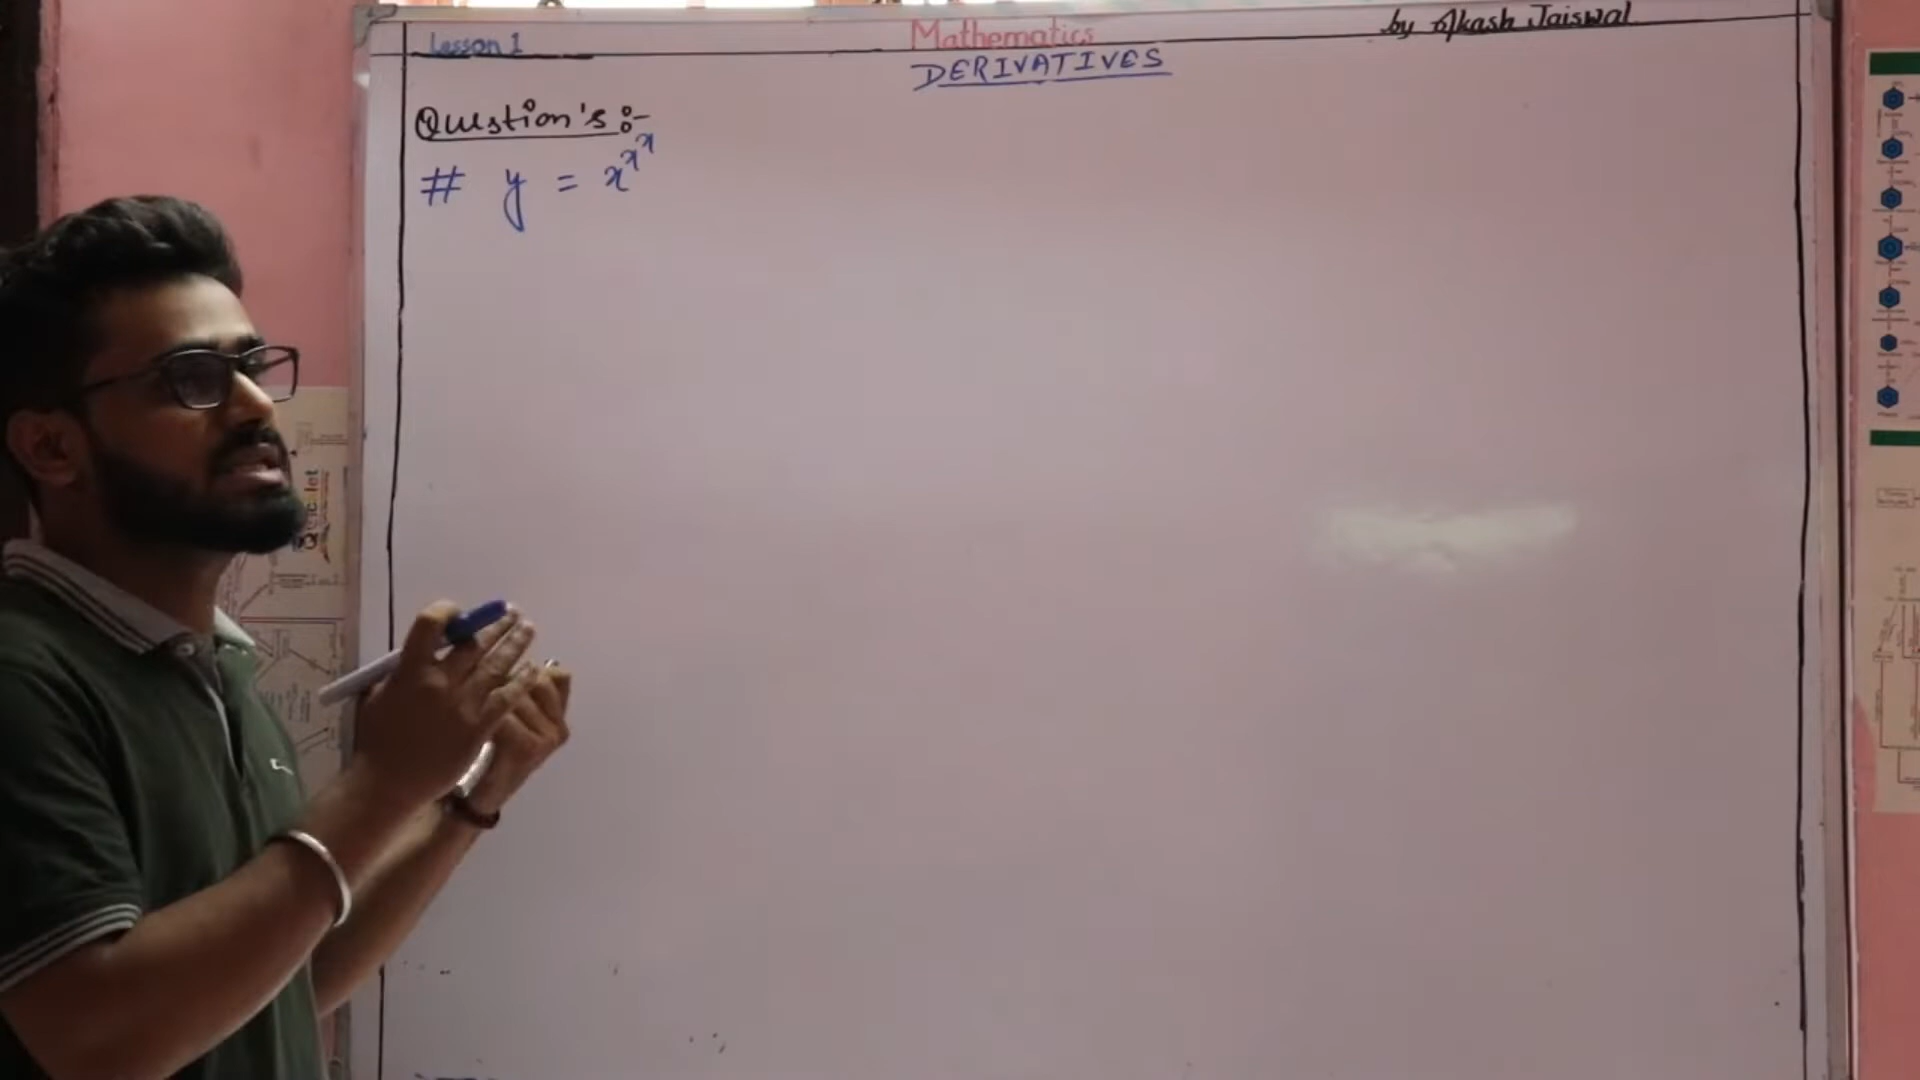 Lesson 1
Mathematics
by Akash Jaiswal
DERIVATIVES
Question's :-
# y = x^x^x